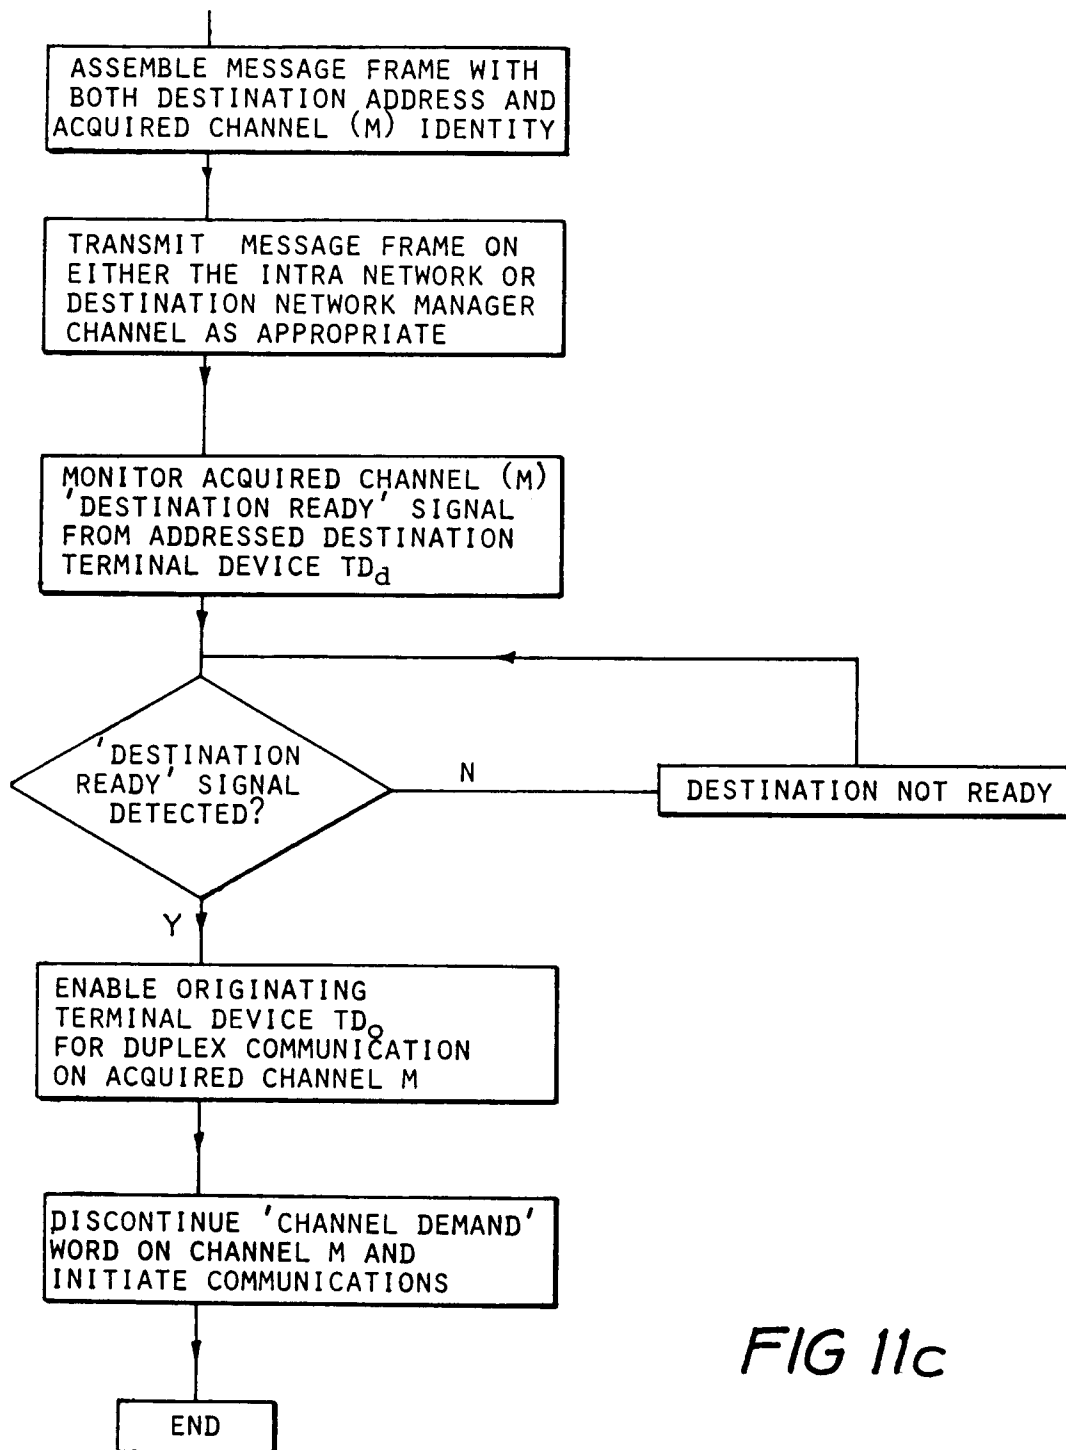 ASSEMBLE MESSAGE FRAME WITH
BOTH DESTINATION ADDRESS AND
ACQUIRED CHANNEL (M) IDENTITY
TRANSMIT MESSAGE FRAME ON
EITHER THE INTRA NETWORK OR
DESTINATION NETWORK MANAGER
CHANNEL AS APPROPRIATE
MONITOR ACQUIRED CHANNEL (M)
'DESTINATION READY' SIGNAL
FROM ADDRESSED DESTINATION
TERMINAL DEVICE TDd
'DESTINATION
READY' SIGNAL
DETECTED?
N
DESTINATION NOT READY
Y
ENABLE ORIGINATING
TERMINAL DEVICE TDO
FOR DUPLEX COMMUNICATION
ON ACQUIRED CHANNEL M
DISCONTINUE 'CHANNEL DEMAND'
WORD ON CHANNEL M AND
INITIATE COMMUNICATIONS
END
FIG 11c